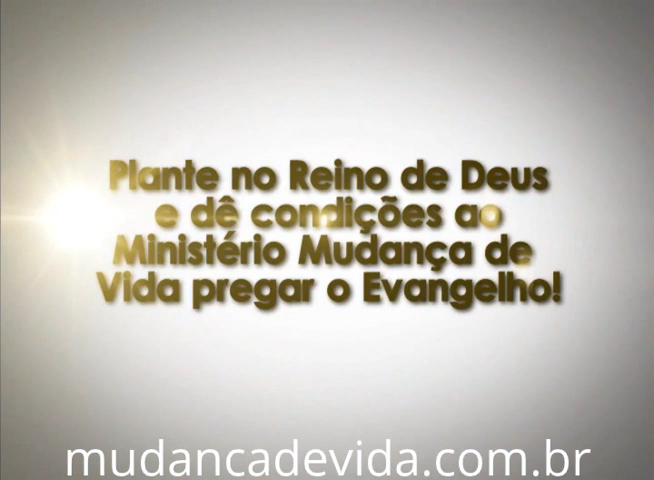 Plante no Reino de Deus
e dê condições ao
Ministério Mudança de
Vida pregar o Evangelho!
mudancadevida.com.br